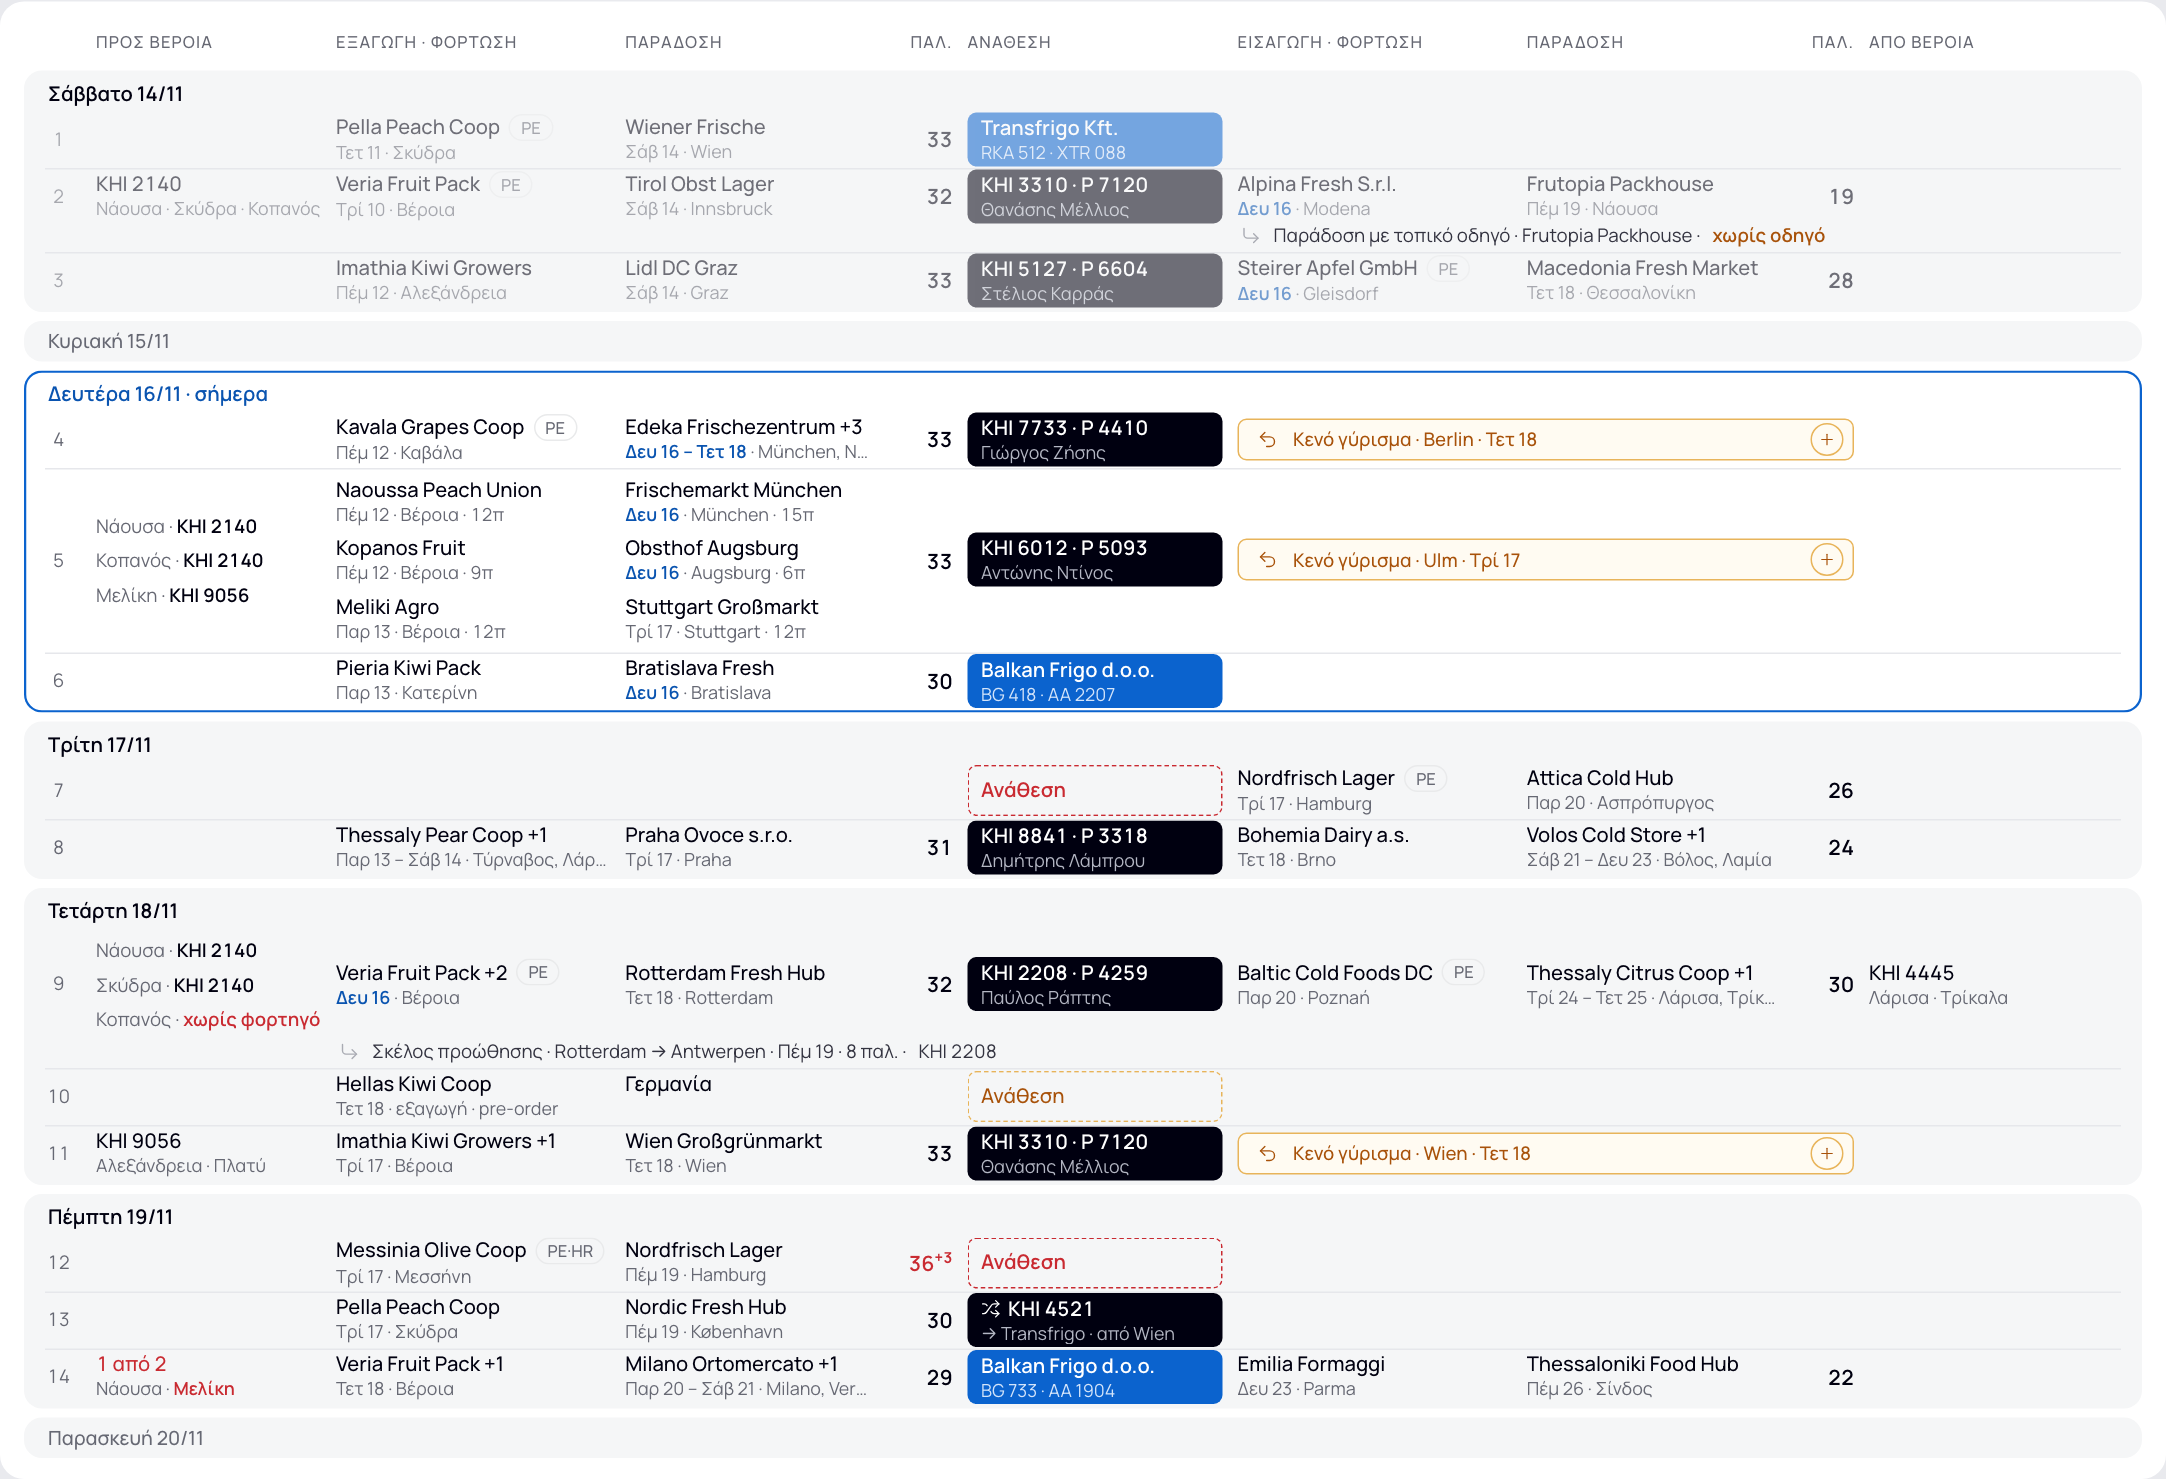 ΠΡΟΣ ΒΕΡΟΙΑ ΕΞΑΓΩΓΗ · ΦΟΡΤΩΣΗ ΠΑΡΑΔΟΣΗ ΠΑΛ. ΑΝΑΘΕΣΗ ΕΙΣΑΓΩΓΗ · ΦΟΡΤΩΣΗ ΠΑΡΑΔΟΣΗ ΠΑΛ. ΑΠΟ ΒΕΡΟΙΑ
Σάββατο 14/11
1 Pella Peach Coop PE Wiener Frische 33 Transfrigo Kft.
Τετ 11 · Σκύδρα Σάβ 14 · Wien RKA 512 · XTR 088
2 KHI 2140 Veria Fruit Pack PE Tirol Obst Lager 32 KHI 3310 · P 7120 Alpina Fresh S.r.l. Frutopia Packhouse 19
Νάουσα · Σκύδρα · Κοπανός Τρί 10 · Βέροια Σάβ 14 · Innsbruck Θανάσης Μέλλιος Δευ 16 · Modena Πέμ 19 · Νάουσα
Παράδοση με τοπικό οδηγό · Frutopia Packhouse · χωρίς οδηγό
3 Imathia Kiwi Growers Lidl DC Graz 33 KHI 5127 · P 6604 Steirer Apfel GmbH PE Macedonia Fresh Market 28
Πέμ 12 · Αλεξάνδρεια Σάβ 14 · Graz Στέλιος Καρράς Δευ 16 · Gleisdorf Τετ 18 · Θεσσαλονίκη
Κυριακή 15/11
Δευτέρα 16/11 · σήμερα
4 Kavala Grapes Coop PE Edeka Frischezentrum +3 33 KHI 7733 · P 4410 Κενό γύρισμα · Berlin · Τετ 18 +
Πέμ 12 · Καβάλα Δευ 16 – Τετ 18 · München, N… Γιώργος Ζήσης
Naoussa Peach Union Frischemarkt München
Πέμ 12 · Βέροια · 12π Δευ 16 · München · 15π
Νάουσα · KHI 2140
Kopanos Fruit Obsthof Augsburg
5 Κοπανός · KHI 2140 33 KHI 6012 · P 5093 Κενό γύρισμα · Ulm · Τρί 17 +
Πέμ 12 · Βέροια · 9π Δευ 16 · Augsburg · 6π Αντώνης Ντίνος
Μελίκη · KHI 9056
Meliki Agro Stuttgart Großmarkt
Παρ 13 · Βέροια · 12π Τρί 17 · Stuttgart · 12π
6 Pieria Kiwi Pack Bratislava Fresh 30 Balkan Frigo d.o.o.
Παρ 13 · Κατερίνη Δευ 16 · Bratislava BG 418 · AA 2207
Τρίτη 17/11
7 Ανάθεση Nordfrisch Lager PE Attica Cold Hub 26
Τρί 17 · Hamburg Παρ 20 · Ασπρόπυργος
8 Thessaly Pear Coop +1 Praha Ovoce s.r.o. 31 KHI 8841 · P 3318 Bohemia Dairy a.s. Volos Cold Store +1 24
Παρ 13 – Σάβ 14 · Τύρναβος, Λάρ… Τρί 17 · Praha Δημήτρης Λάμπρου Τετ 18 · Brno Σάβ 21 – Δευ 23 · Βόλος, Λαμία
Τετάρτη 18/11
Νάουσα · KHI 2140
9 Σκύδρα · KHI 2140 Veria Fruit Pack +2 PE Rotterdam Fresh Hub 32 KHI 2208 · P 4259 Baltic Cold Foods DC PE Thessaly Citrus Coop +1 30 KHI 4445
Δευ 16 · Βέροια Τετ 18 · Rotterdam Παύλος Ράπτης Παρ 20 · Poznań Τρί 24 – Τετ 25 · Λάρισα, Τρίκ… Λάρισα · Τρίκαλα
Κοπανός · χωρίς φορτηγό
Σκέλος προώθησης · Rotterdam → Antwerpen · Πέμ 19 · 8 παλ. · KHI 2208
10 Hellas Kiwi Coop Γερμανία Ανάθεση
Τετ 18 · εξαγωγή · pre-order
11 KHI 9056 Imathia Kiwi Growers +1 Wien Großgrünmarkt 33 KHI 3310 · P 7120 Κενό γύρισμα · Wien · Τετ 18 +
Αλεξάνδρεια · Πλατύ Τρί 17 · Βέροια Τετ 18 · Wien Θανάσης Μέλλιος
Πέμπτη 19/11
12 Messinia Olive Coop PE·HR Nordfrisch Lager 36+3 Ανάθεση
Τρί 17 · Μεσσήνη Πέμ 19 · Hamburg
13 Pella Peach Coop Nordic Fresh Hub 30 KHI 4521
Τρί 17 · Σκύδρα Πέμ 19 · København → Transfrigo · από Wien
14 1 από 2 Veria Fruit Pack +1 Milano Ortomercato +1 29 Balkan Frigo d.o.o. Emilia Formaggi Thessaloniki Food Hub 22
Νάουσα · Μελίκη Τετ 18 · Βέροια Παρ 20 – Σάβ 21 · Milano, Ver… BG 733 · AA 1904 Δευ 23 · Parma Πέμ 26 · Σίνδος
Παρασκευή 20/11